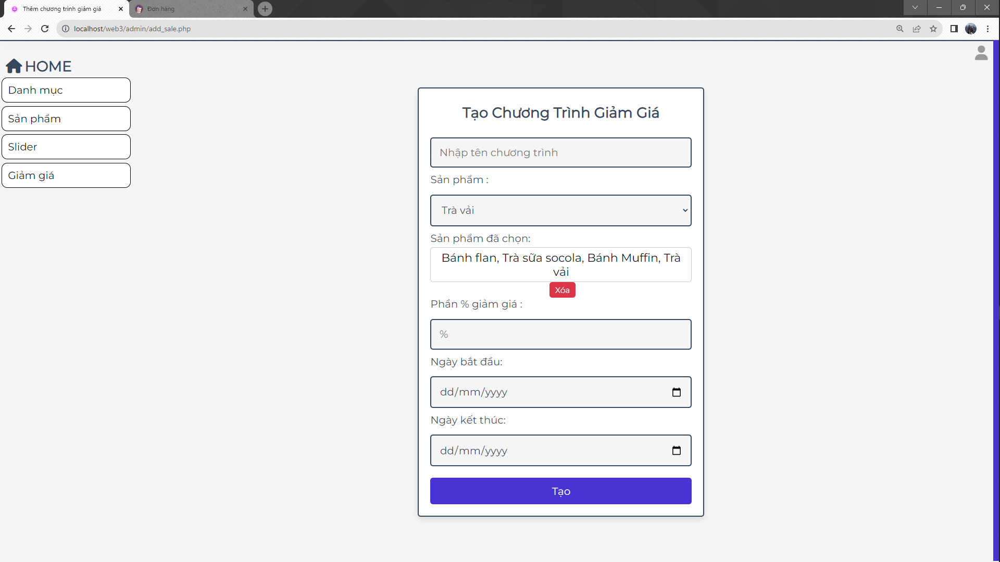 Thêm chương trình giảm giá
Đơn hàng
localhost/web3/admin/add_sale.php
HOME
Danh mục
Sản phẩm
Slider
Giảm giá
Tạo Chương Trình Giảm Giá
Nhập tên chương trình
Sản phẩm :
Trà vải
Sản phẩm đã chọn:
Bánh flan, Trà sữa socola, Bánh Muffin, Trà
vải
Xóa
Phần % giảm giá :
%
Ngày bắt đầu:
dd/mm/yyyy
Ngày kết thúc:
dd/mm/yyyy
Tạo